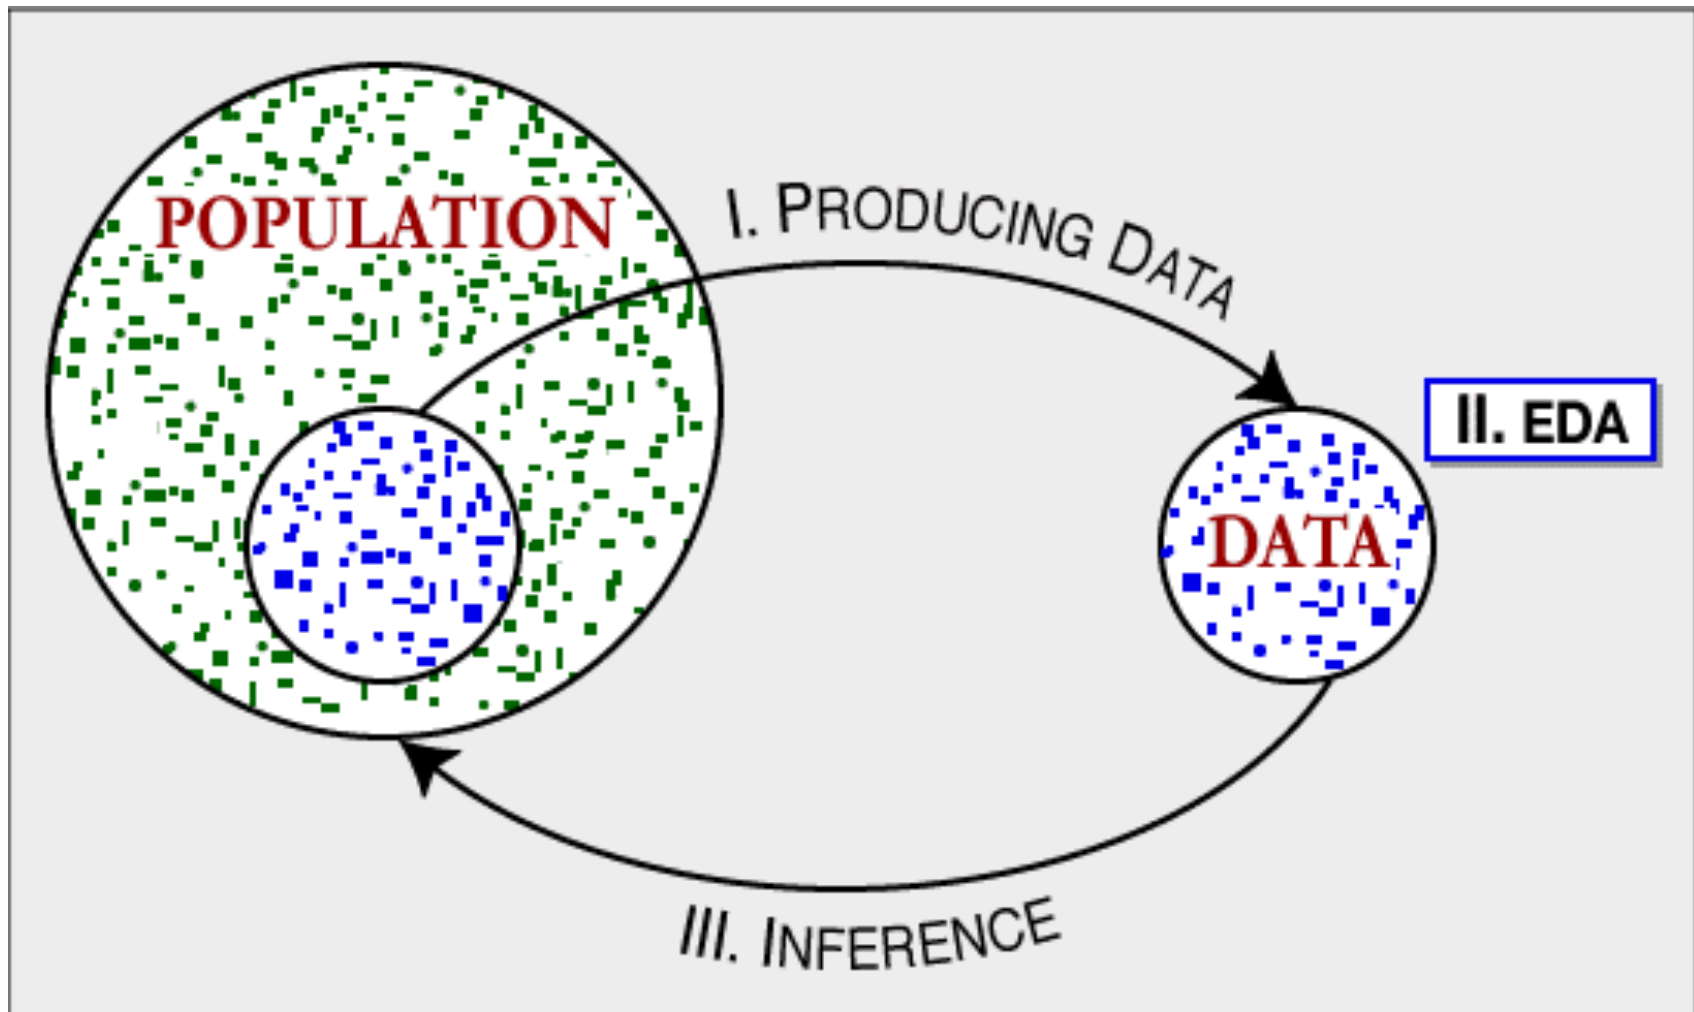 POPULATION
I. PRODUCING DATA
II. EDA
DATA
III. INFERENCE